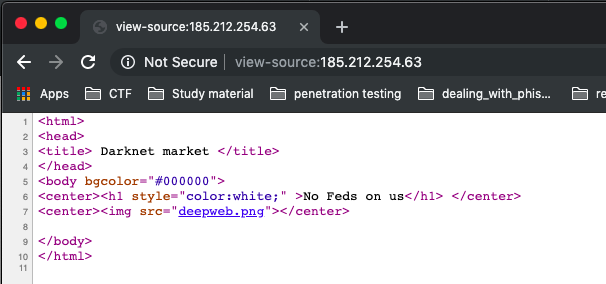 view-source:185.212.254.63
Not Secure view-source:185.212.254.63
Apps CTF Study material penetration testing dealing_with_phis... re
1 <html>
2 <head>
3 <title> Darknet market </title>
4 </head>
5 <body bgcolor="#000000">
6 <center><h1 style="color:white;" >No Feds on us</h1> </center>
7 <center><img src="deepweb.png"></center>
8
9 </body>
10 </html>
11